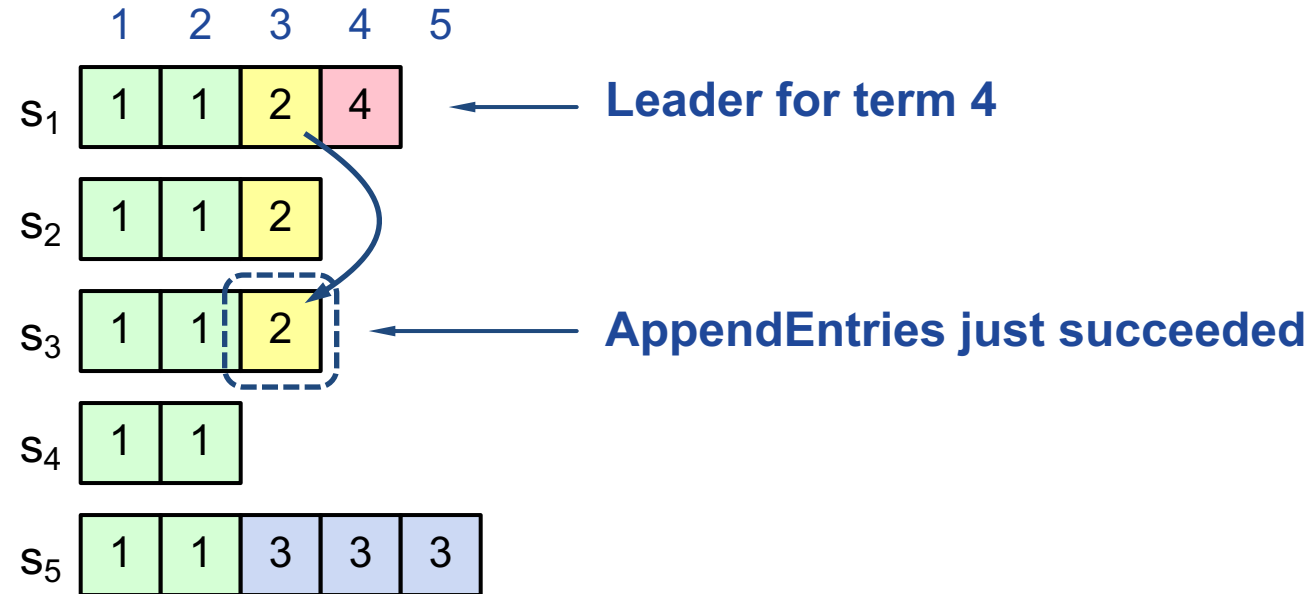 1 2 3 4 5
s1 1 1 2 4 Leader for term 4
s2 1 1 2
s3 1 1 2 AppendEntries just succeeded
s4 1 1
s5 1 1 3 3 3